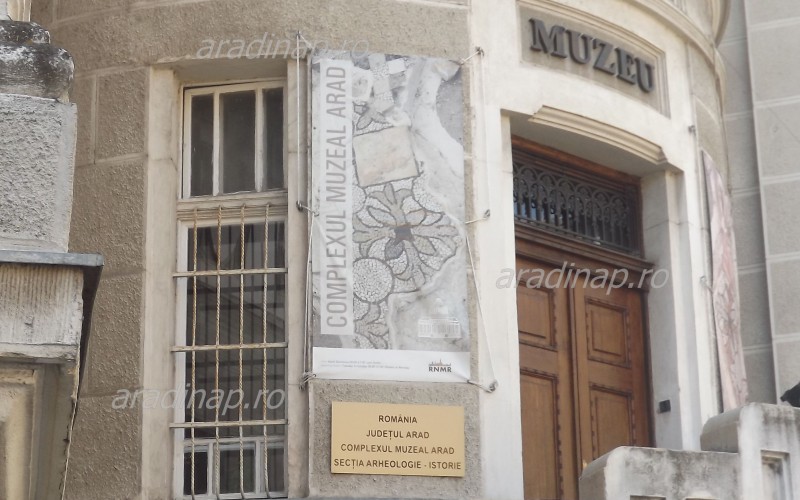 MUZEU
COMPLEXUL MUZEAL ARAD
RNMR
ROMÂNIA
JUDEȚUL ARAD
COMPLEXUL MUZEAL ARAD
SECȚIA ARHEOLOGIE - ISTORIE
aradinap.ro
aradinap.ro
aradinap.ro